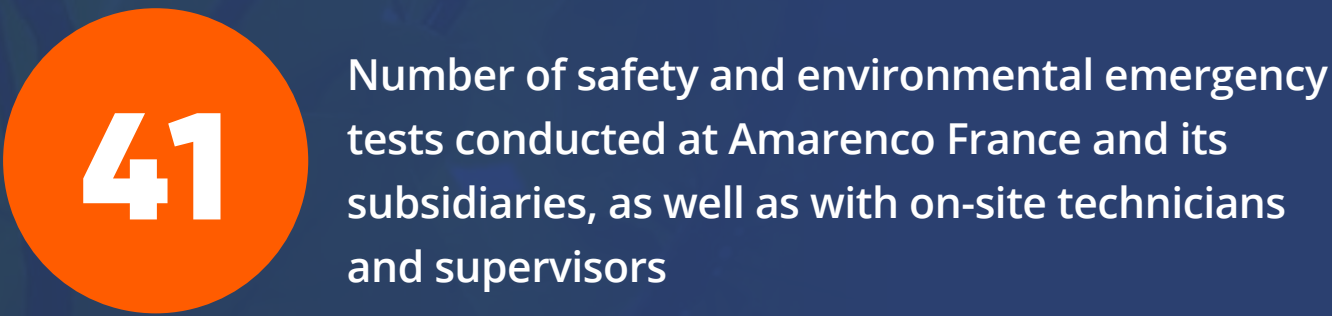 41
Number of safety and environmental emergency
tests conducted at Amarenco France and its
subsidiaries, as well as with on-site technicians
and supervisors